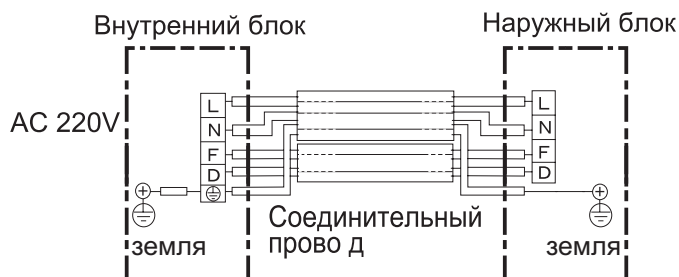 Внутренний блок
Наружный блок
AC 220V
L
N
F
D
L
N
F
D
Соединительный
прово д
земля
земля